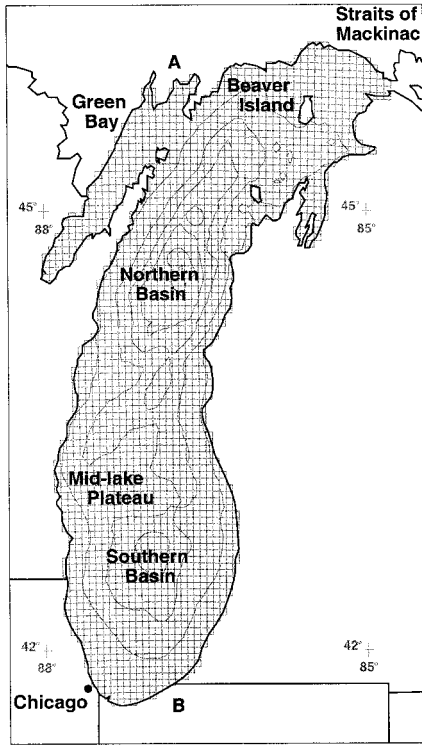 Straits of
Mackinac
A
Beaver
Island
Green
Bay
45°
88°
45°
85°
Northern
Basin
Mid-lake
Plateau
Southern
Basin
42°
88°
42°
85°
Chicago
B